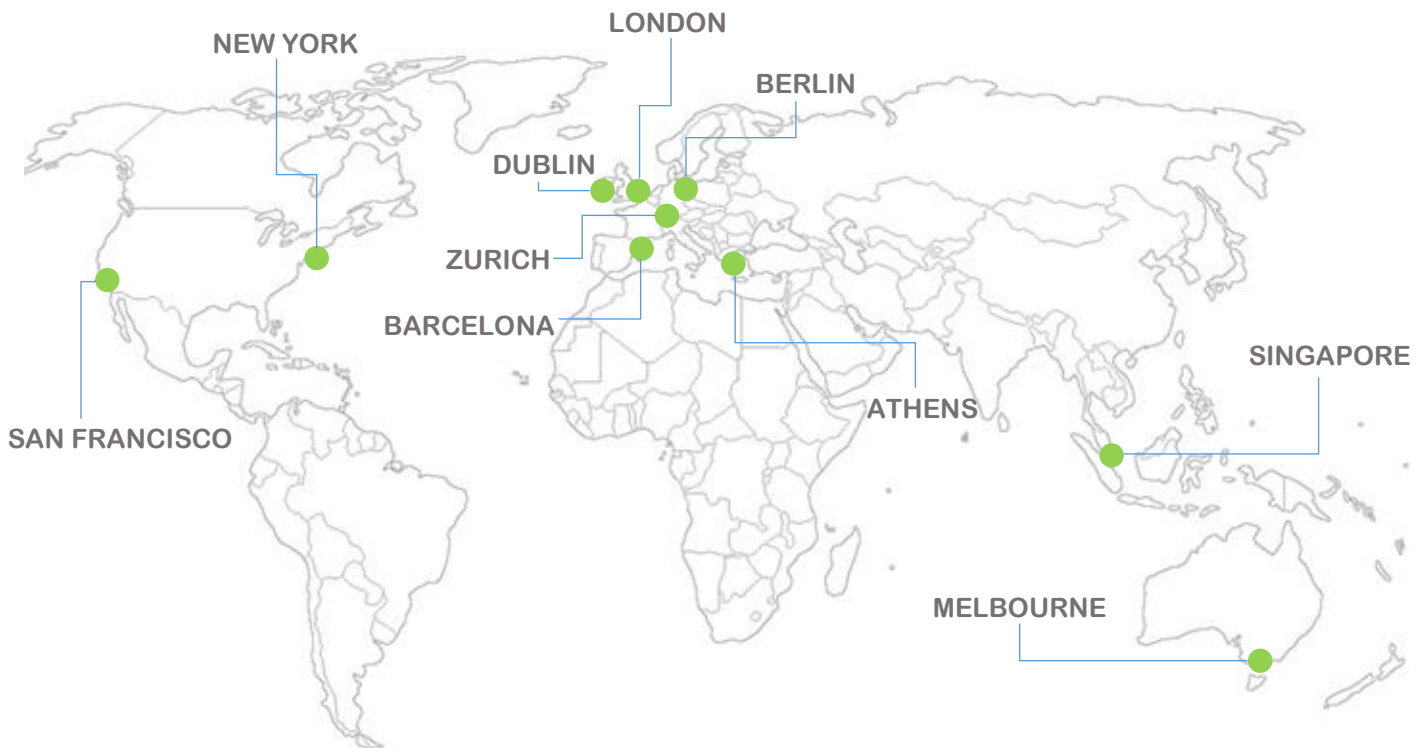 LONDON
NEW YORK
BERLIN
DUBLIN
ZURICH
BARCELONA
SINGAPORE
ATHENS
SAN FRANCISCO
MELBOURNE